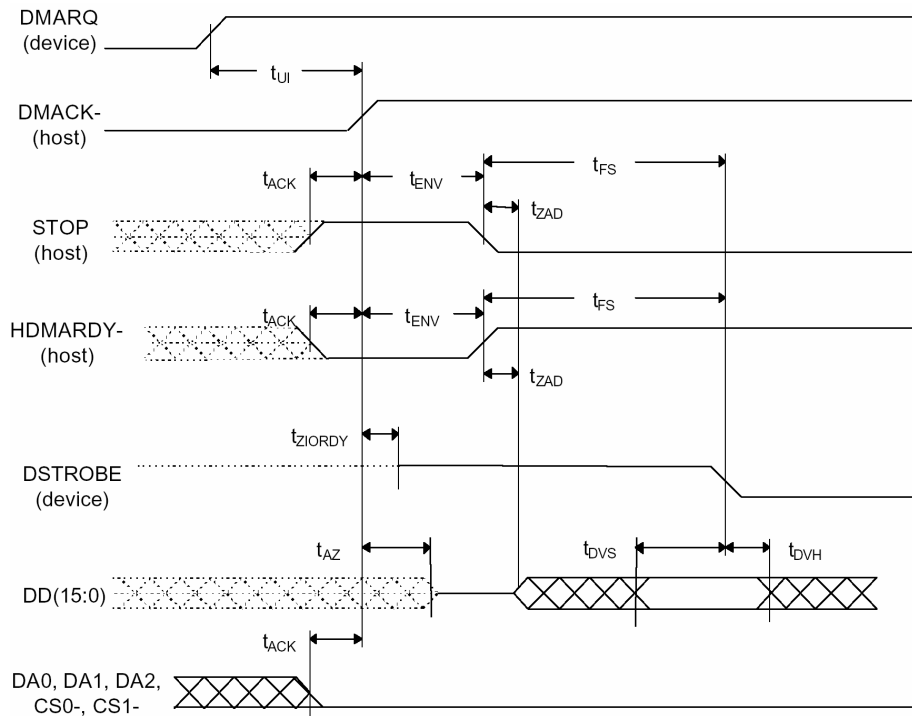 DMARQ
(device)
tUI
DMACK-
(host)
tACK
tENV
tFS
tZAD
STOP
(host)
tACK
tENV
tFS
HDMARDY-
(host)
tZAD
tZIORDY
DSTROBE
(device)
tAZ
tDVS
tDVH
DD(15:0)
tACK
DA0, DA1, DA2,
CS0-, CS1-